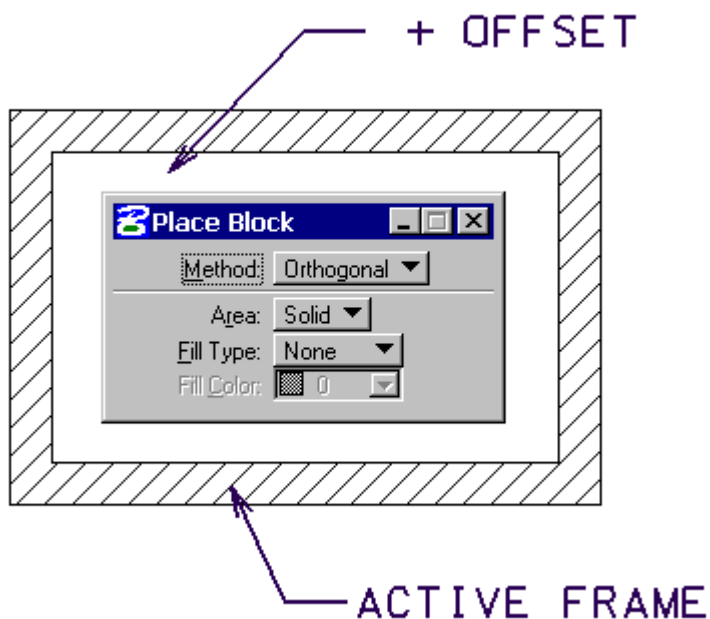 + OFFSET
Place Block
Method: Orthogonal
Area: Solid
Fill Type: None
Fill Color: 0
ACTIVE FRAME